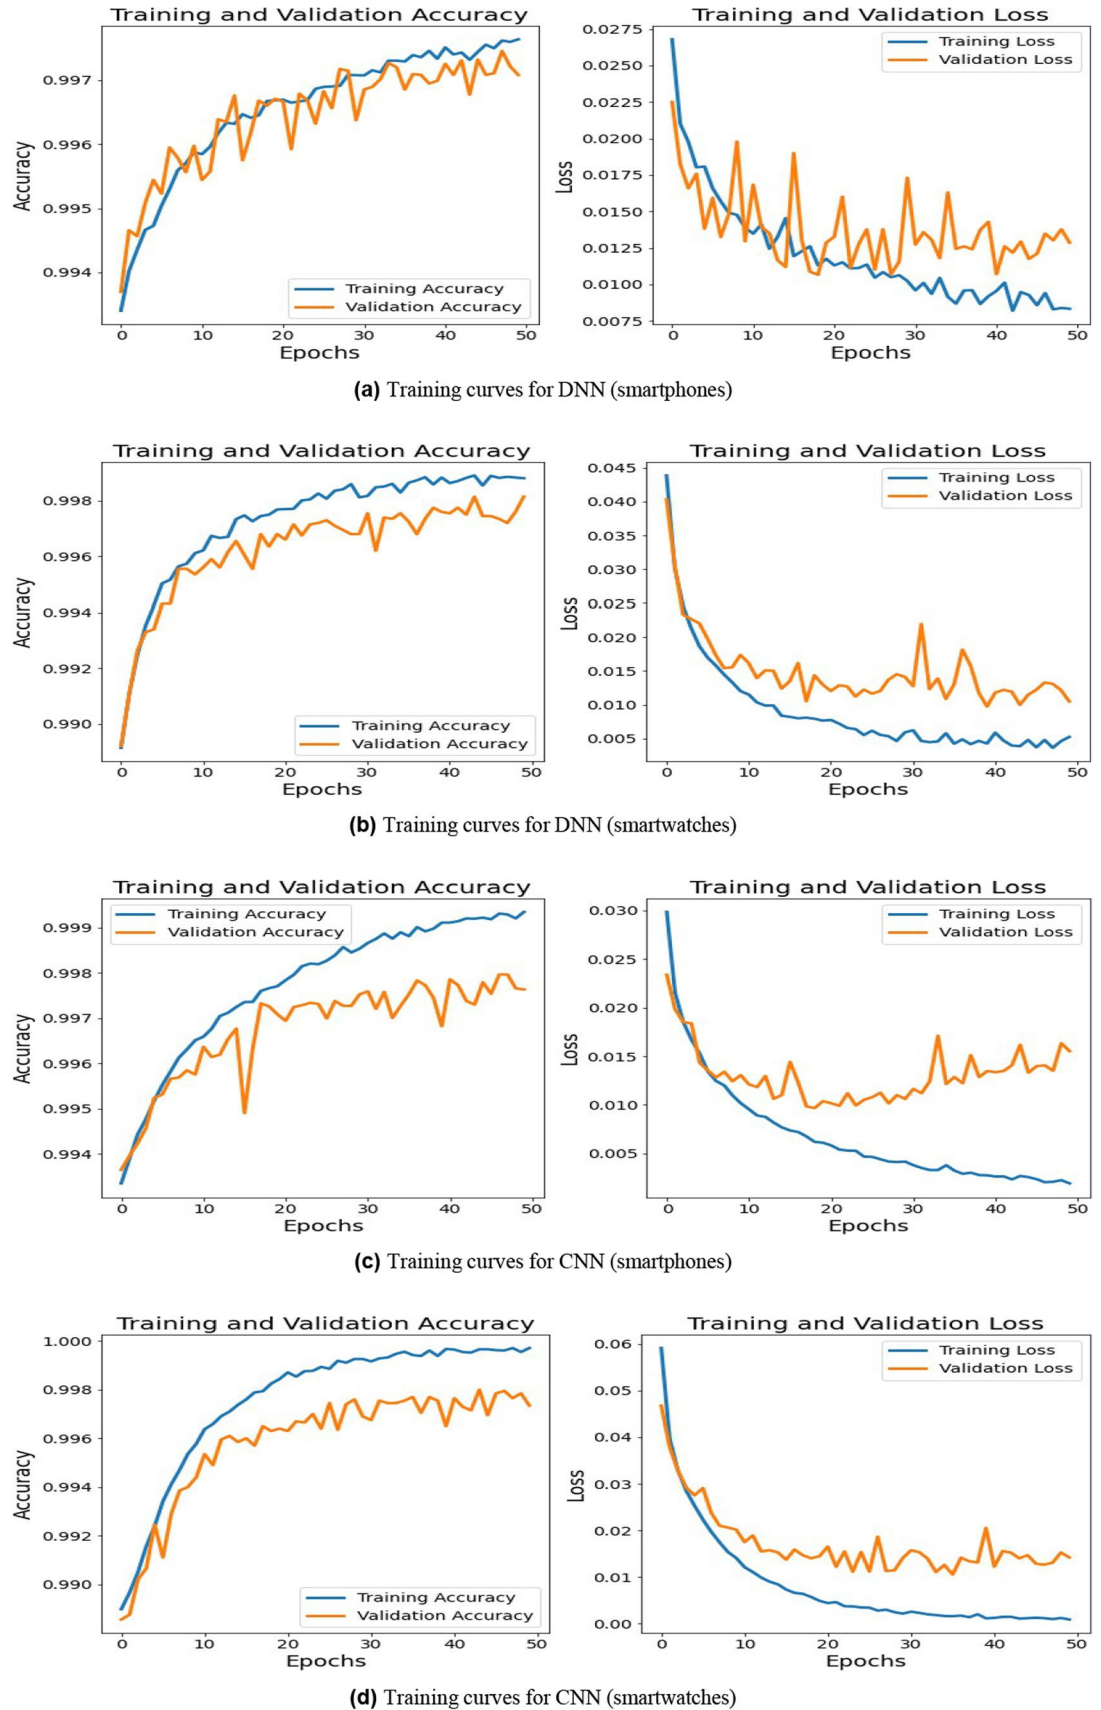 Training and Validation Accuracy
Accuracy
0.997
0.996
0.995
0.994
Training Accuracy
Validation Accuracy
0 10 20 30 40 50
Epochs
Training and Validation Loss
Loss
0.0275
0.0250
0.0225
0.0200
0.0175
0.0150
0.0125
0.0100
0.0075
Training Loss
Validation Loss
0 10 20 30 40 50
Epochs
(a) Training curves for DNN (smartphones)
Training and Validation Accuracy
Accuracy
0.998
0.996
0.994
0.992
0.990
Training Accuracy
Validation Accuracy
0 10 20 30 40 50
Epochs
Training and Validation Loss
Loss
0.045
0.040
0.035
0.030
0.025
0.020
0.015
0.010
0.005
Training Loss
Validation Loss
0 10 20 30 40 50
Epochs
(b) Training curves for DNN (smartwatches)
Training and Validation Accuracy
Accuracy
0.999
0.998
0.997
0.996
0.995
0.994
Training Accuracy
Validation Accuracy
0 10 20 30 40 50
Epochs
Training and Validation Loss
Loss
0.030
0.025
0.020
0.015
0.010
0.005
Training Loss
Validation Loss
0 10 20 30 40 50
Epochs
(c) Training curves for CNN (smartphones)
Training and Validation Accuracy
Accuracy
1.000
0.998
0.996
0.994
0.992
0.990
Training Accuracy
Validation Accuracy
0 10 20 30 40 50
Epochs
Training and Validation Loss
Loss
0.06
0.05
0.04
0.03
0.02
0.01
0.00
Training Loss
Validation Loss
0 10 20 30 40 50
Epochs
(d) Training curves for CNN (smartwatches)